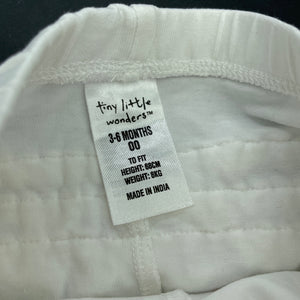 tiny little
wonders™
3-6 MONTHS
00
TO FIT
HEIGHT: 68CM
WEIGHT: 8KG
MADE IN INDIA